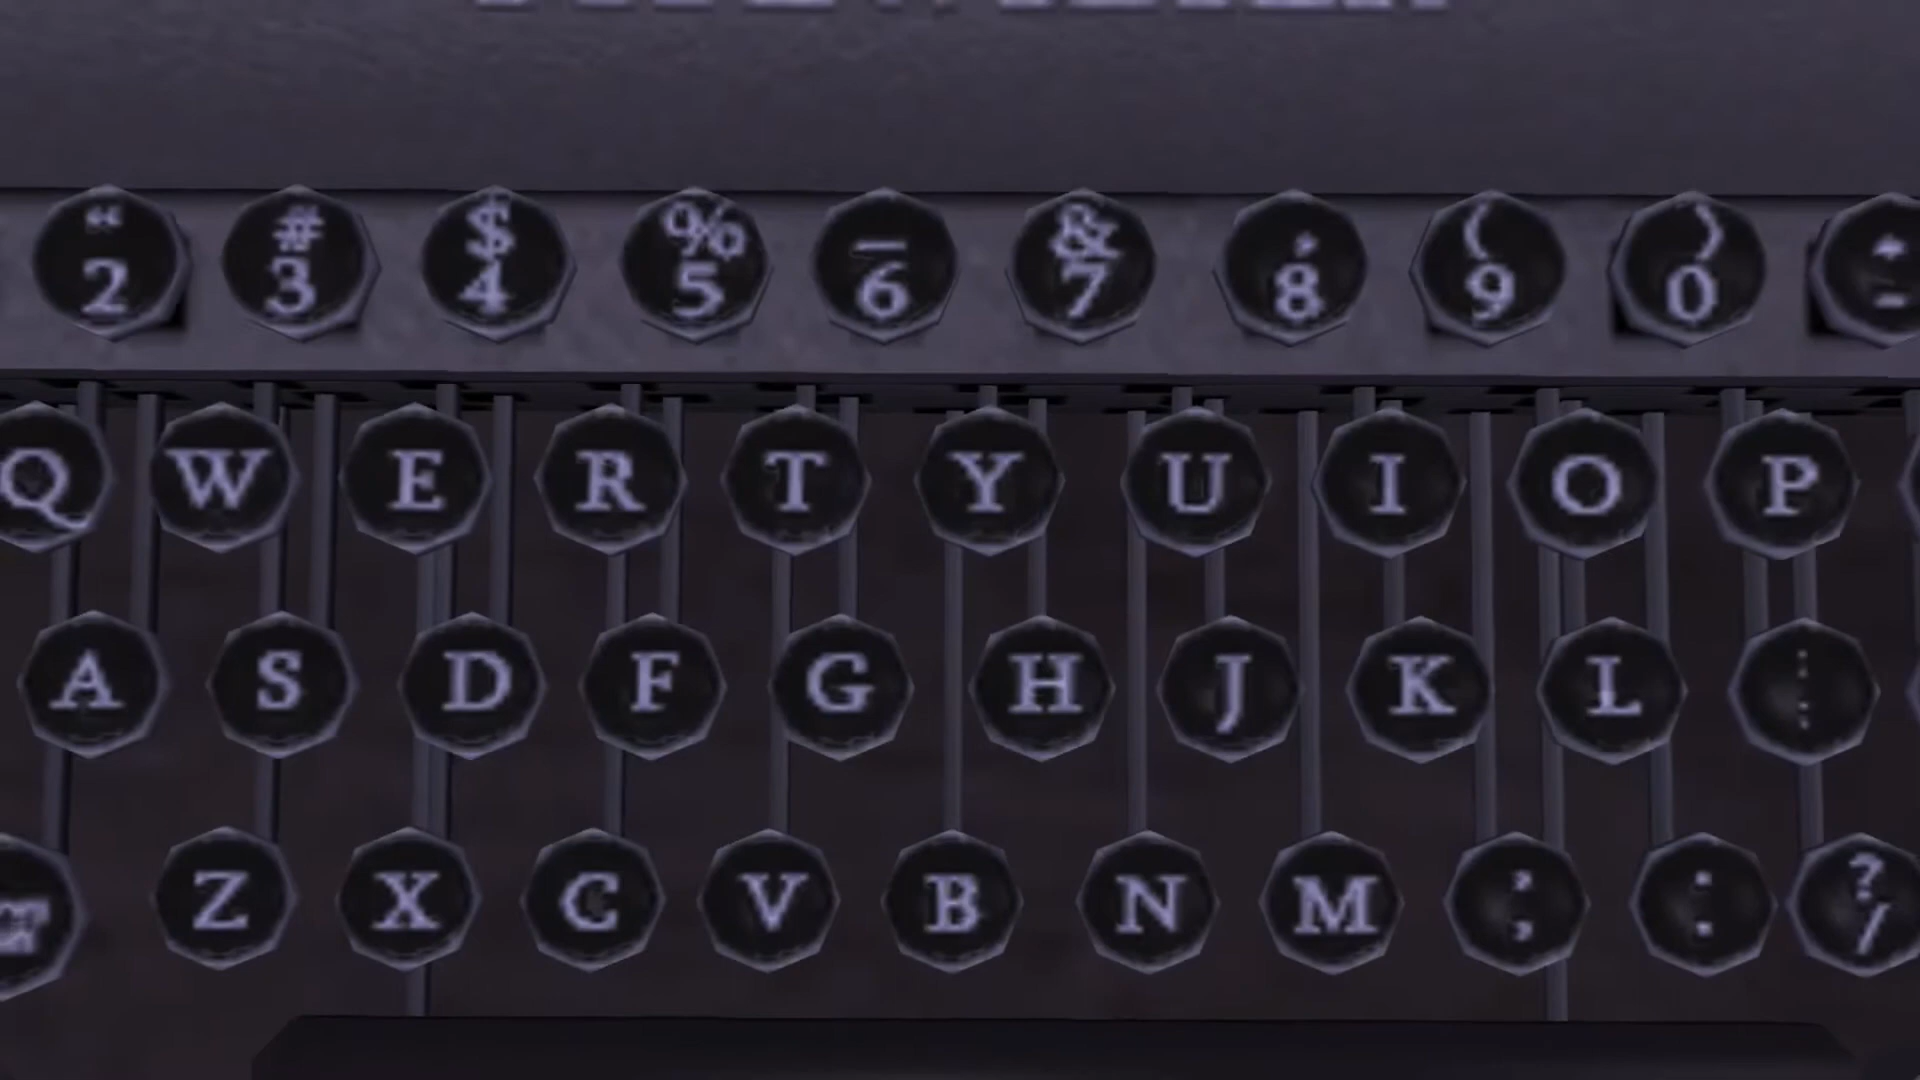 “ # $ % _ & ' ( ) *
2 3 4 5 6 7 8 9 0 -
Q W E R T Y U I O P
A S D F G H J K L :
;
Z X C V B N M , . ?
, . /